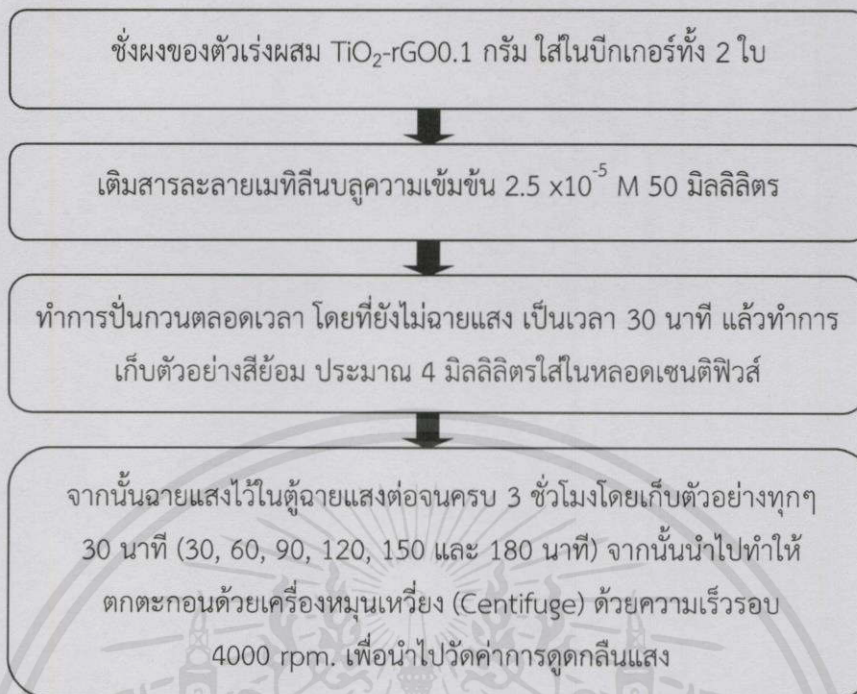 ชั่งผงของตัวเร่งผสม TiO₂-rGO0.1 กรัม ใส่ในบีกเกอร์ทั้ง 2 ใบ
เติมสารละลายเมทิลีนบลูความเข้มข้น 2.5 x10⁻⁵ M 50 มิลลิลิตร
ทำการปั่นกวนตลอดเวลา โดยที่ยังไม่ฉายแสง เป็นเวลา 30 นาที แล้วทำการ
เก็บตัวอย่างสีย้อม ประมาณ 4 มิลลิลิตรใส่ในหลอดเซนติฟิวส์
จากนั้นฉายแสงไว้ในตู้ฉายแสงต่อจนครบ 3 ชั่วโมงโดยเก็บตัวอย่างทุกๆ
30 นาที (30, 60, 90, 120, 150 และ 180 นาที) จากนั้นนำไปทำให้
ตกตะกอนด้วยเครื่องหมุนเหวี่ยง (Centifuge) ด้วยความเร็วรอบ
4000 rpm. เพื่อนำไปวัดค่าการดูดกลืนแสง